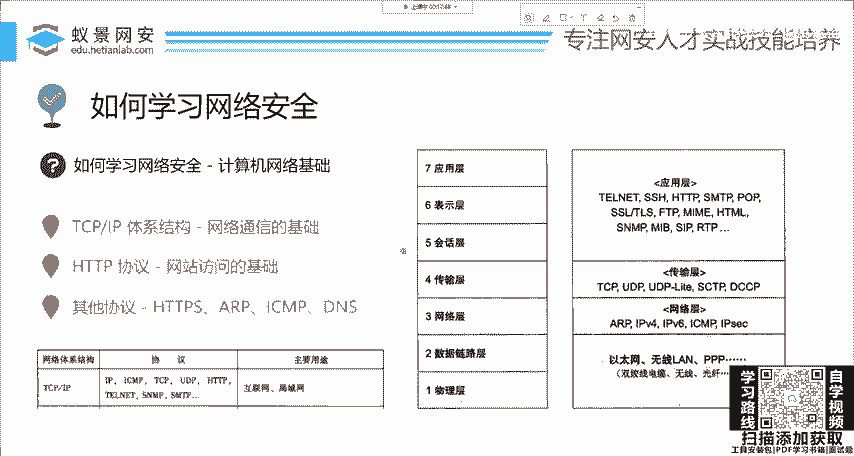 蚁景网安
edu.hetianlab.com
专注网安人才实战技能培养
如何学习网络安全
? 如何学习网络安全 - 计算机网络基础
TCP/IP 体系结构 - 网络通信的基础
HTTP 协议 - 网站访问的基础
其他协议 - HTTPS、ARP、ICMP、DNS
网络体系结构 协 议 主要用途
TCP/IP
IP, ICMP, TCP, UDP, HTTP,
TELNET, SNMP, SMTP...
互联网、局域网
7 应用层
6 表示层
5 会话层
4 传输层
3 网络层
2 数据链路层
1 物理层
<应用层>
TELNET, SSH, HTTP, SMTP, POP,
SSL/TLS, FTP, MIME, HTML,
SNMP, MIB, SIP, RTP ...
<传输层>
TCP, UDP, UDP-Lite, SCTP, DCCP
<网络层>
ARP, IPv4, IPv6, ICMP, IPsec
以太网、无线LAN、PPP……
(双绞线电缆、无线、光纤…
学习路线
自学视频
扫描添加获取
工具安装包|PDF学习书籍|面试题